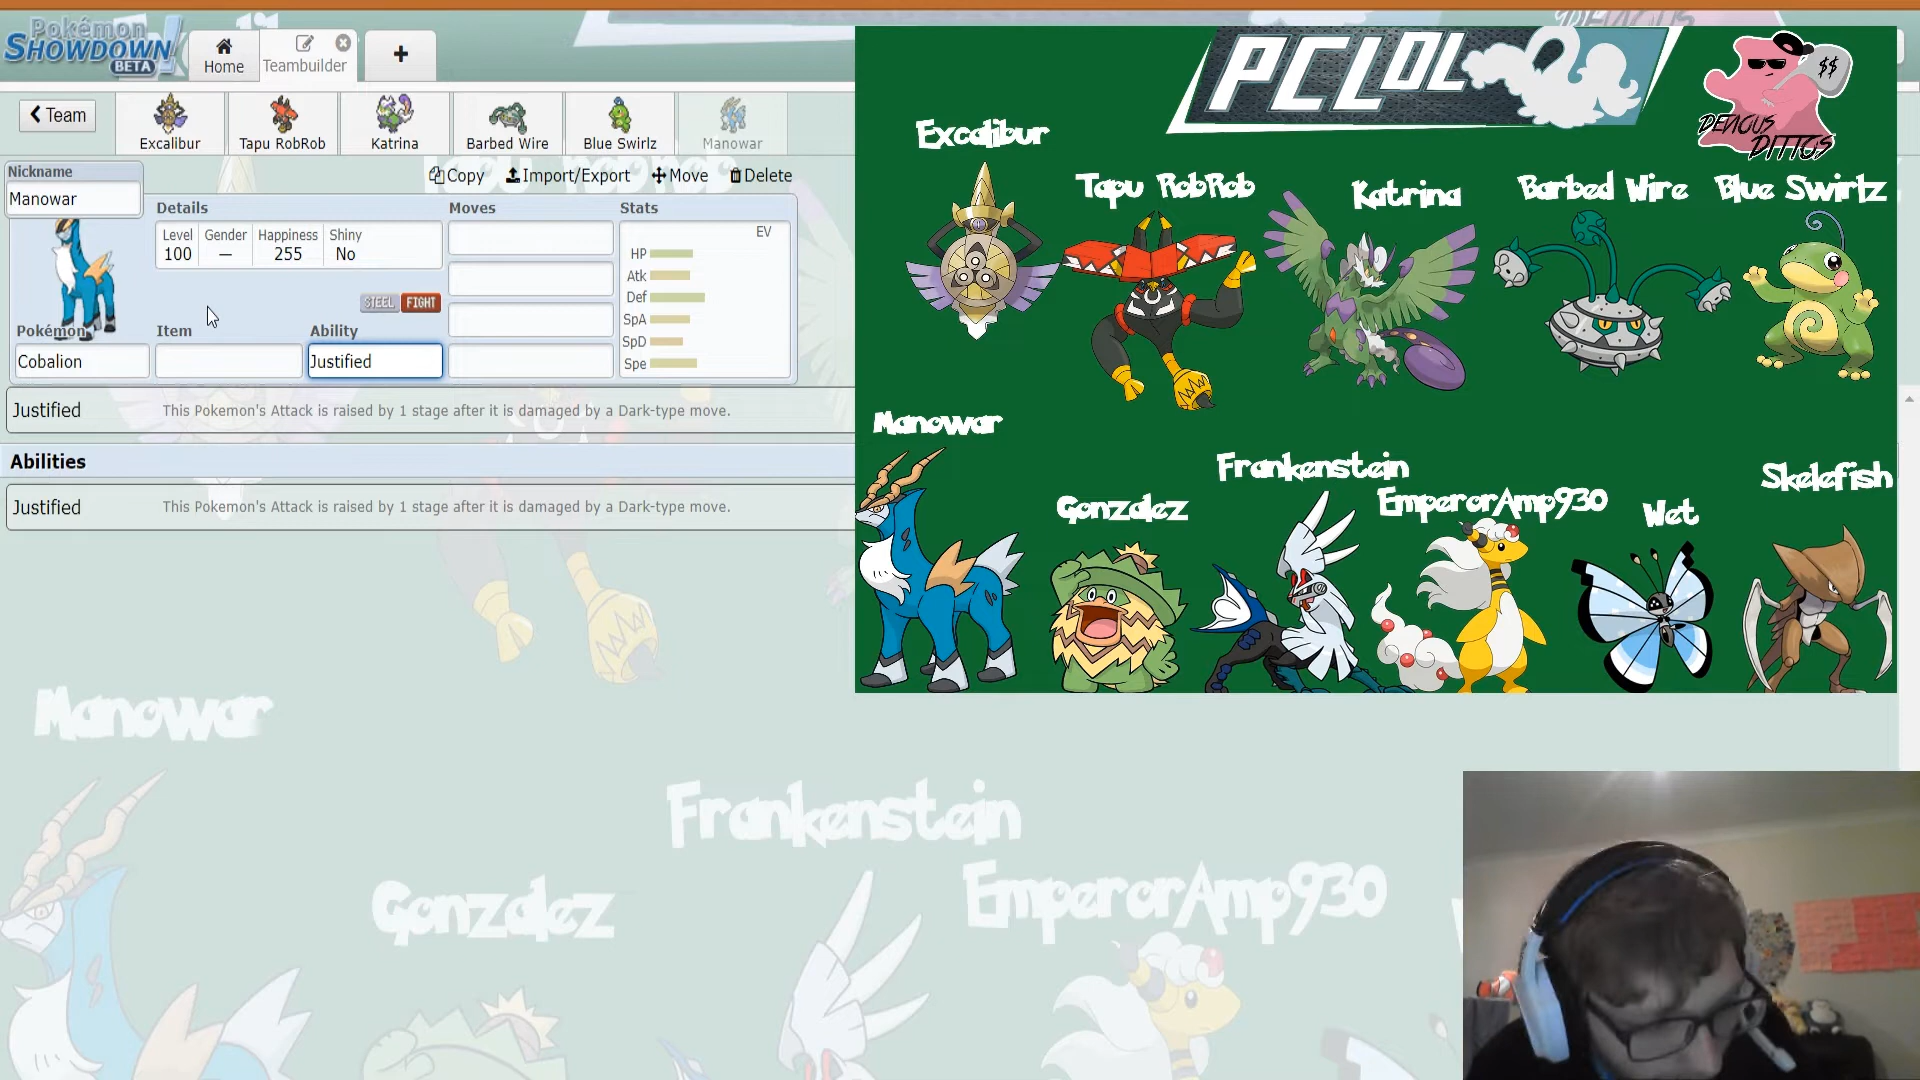 Pokémon
SHOWDOWN!
BETA
Home
Teambuilder
+
Team
Excalibur
Tapu RobRob
Katrina
Barbed Wire
Blue Swirlz
Manowar
Nickname
Manowar
Copy
Import/Export
Move
Delete
Details
Moves
Stats
Level
Gender
Happiness
Shiny
100
—
255
No
EV
HP
Atk
Def
SpA
SpD
Spe
STEEL
FIGHT
Pokémon
Item
Ability
Cobalion
Justified
Justified
This Pokemon's Attack is raised by 1 stage after it is damaged by a Dark-type move.
Abilities
Justified
This Pokemon's Attack is raised by 1 stage after it is damaged by a Dark-type move.
PCLOL
$$
DEVIOUS
DITTOS
Excalibur
Tapu RobRob
Katrina
Barbed Wire
Blue Swirlz
Manowar
Gonzalez
Frankenstein
EmperorAmp930
Wet
Skelefish
Manowar
Frankenstein
Gonzalez
EmperorAmp930